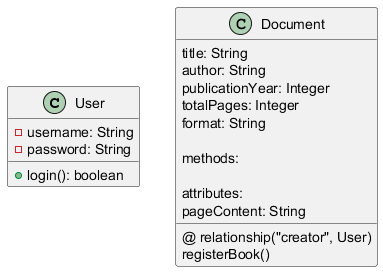 C User
username: String
password: String
login(): boolean
C Document
title: String
author: String
publicationYear: Integer
totalPages: Integer
format: String
methods:
attributes:
pageContent: String
@ relationship("creator", User)
registerBook()